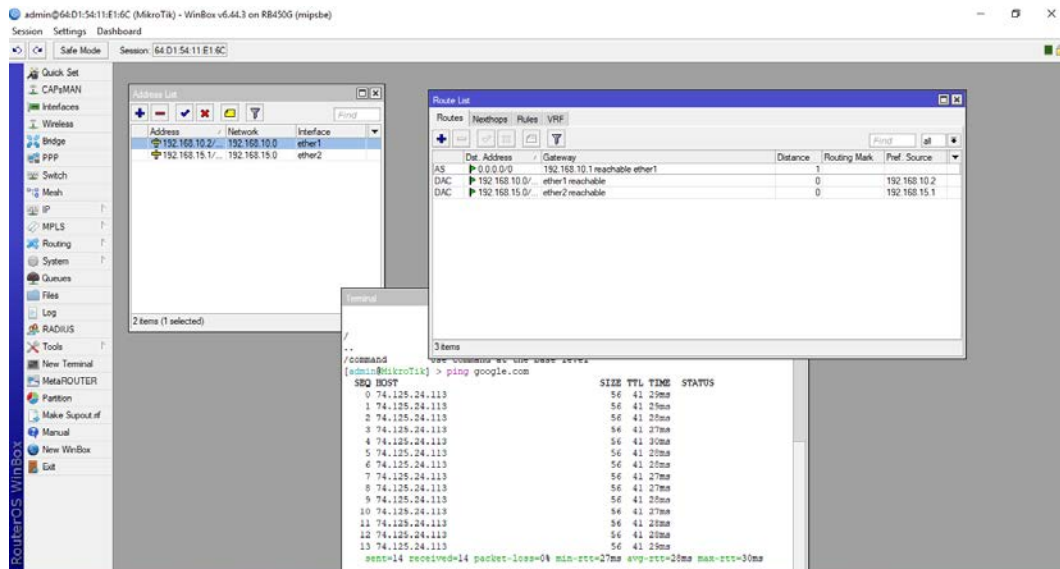 admin@64:D1:54:11:E1:6C (MikroTik) - WinBox v6.44.3 on RB450G (mipsbe)
Session Settings Dashboard
Safe Mode Session: 64:D1:54:11:E1:6C
Quick Set
CAPsMAN
Interfaces
Wireless
Bridge
PPP
Switch
Mesh
IP
MPLS
Routing
System
Queues
Files
Log
RADIUS
Tools
New Terminal
MetaROUTER
Partition
Make Supout.rif
Manual
New WinBox
Exit
RouterOS WinBox
Address List
Find
Address Network Interface
192.168.10.2/... 192.168.10.0 ether1
192.168.15.1/... 192.168.15.0 ether2
2 items (1 selected)
Route List
Routes Nexthops Rules VRF
Find all
Dst. Address Gateway Distance Routing Mark Pref. Source
AS 0.0.0.0/0 192.168.10.1 reachable ether1 1
DAC 192.168.10.0/... ether1 reachable 0 192.168.10.2
DAC 192.168.15.0/... ether2 reachable 0 192.168.15.1
3 items
Terminal
/
..
/command Use command at the base level
[admin@MikroTik] > ping google.com
SEQ HOST SIZE TTL TIME STATUS
0 74.125.24.113 56 41 29ms
1 74.125.24.113 56 41 29ms
2 74.125.24.113 56 41 28ms
3 74.125.24.113 56 41 27ms
4 74.125.24.113 56 41 30ms
5 74.125.24.113 56 41 28ms
6 74.125.24.113 56 41 28ms
7 74.125.24.113 56 41 27ms
8 74.125.24.113 56 41 27ms
9 74.125.24.113 56 41 28ms
10 74.125.24.113 56 41 27ms
11 74.125.24.113 56 41 28ms
12 74.125.24.113 56 41 28ms
13 74.125.24.113 56 41 29ms
sent=14 received=14 packet-loss=0% min-rtt=27ms avg-rtt=28ms max-rtt=30ms